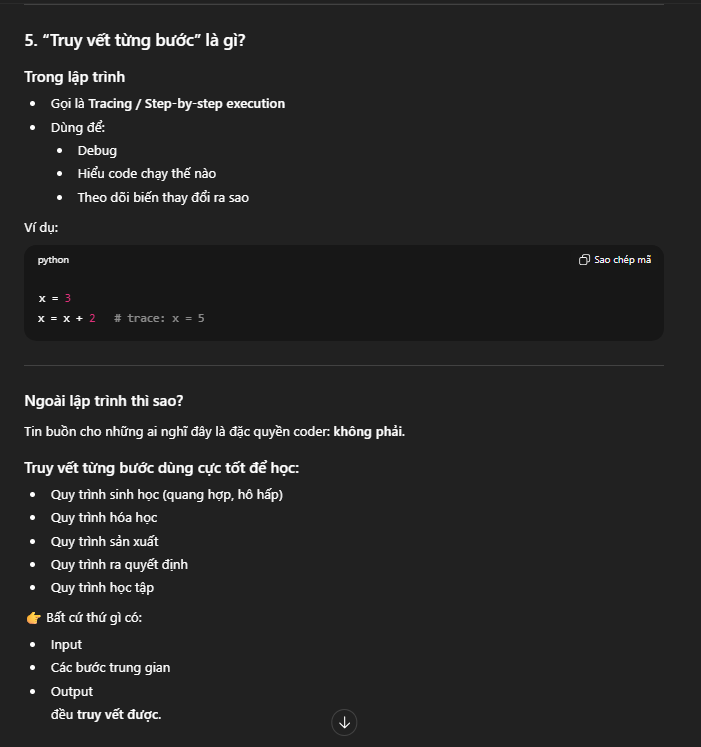 5. “Truy vết từng bước” là gì?
Trong lập trình
• Gọi là Tracing / Step-by-step execution
• Dùng để:
• Debug
• Hiểu code chạy thế nào
• Theo dõi biến thay đổi ra sao
Ví dụ:
python
Sao chép mã
x = 3
x = x + 2 # trace: x = 5
Ngoài lập trình thì sao?
Tin buồn cho những ai nghĩ đây là đặc quyền coder: không phải.
Truy vết từng bước dùng cực tốt để học:
• Quy trình sinh học (quang hợp, hô hấp)
• Quy trình hóa học
• Quy trình sản xuất
• Quy trình ra quyết định
• Quy trình học tập
👉 Bất cứ thứ gì có:
• Input
• Các bước trung gian
• Output
đều truy vết được.